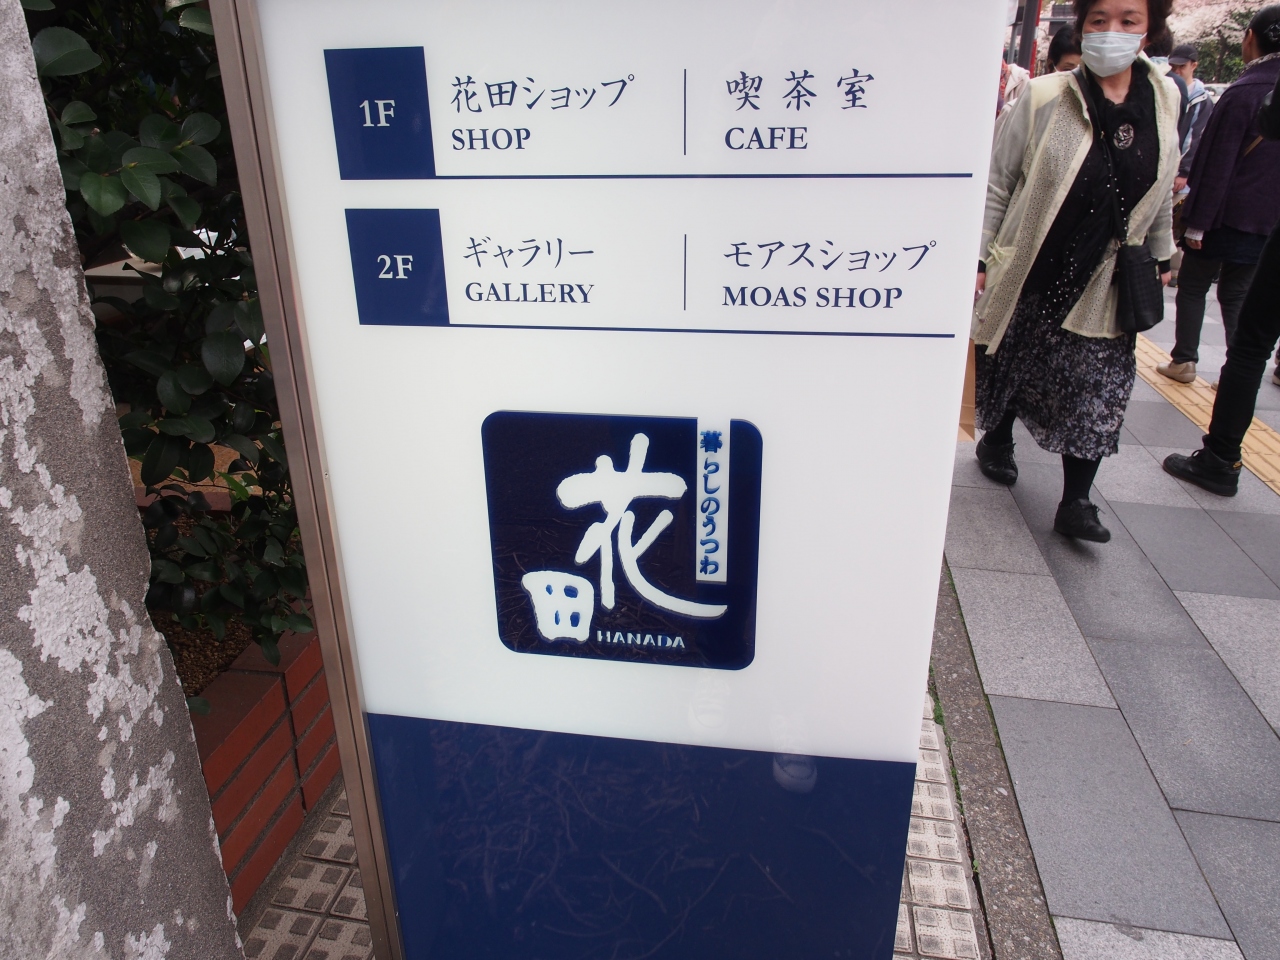 1F
花田ショップ
SHOP
喫茶室
CAFE
2F
ギャラリー
GALLERY
モアスショップ
MOAS SHOP
暮らしのうつわ
花田
HANADA